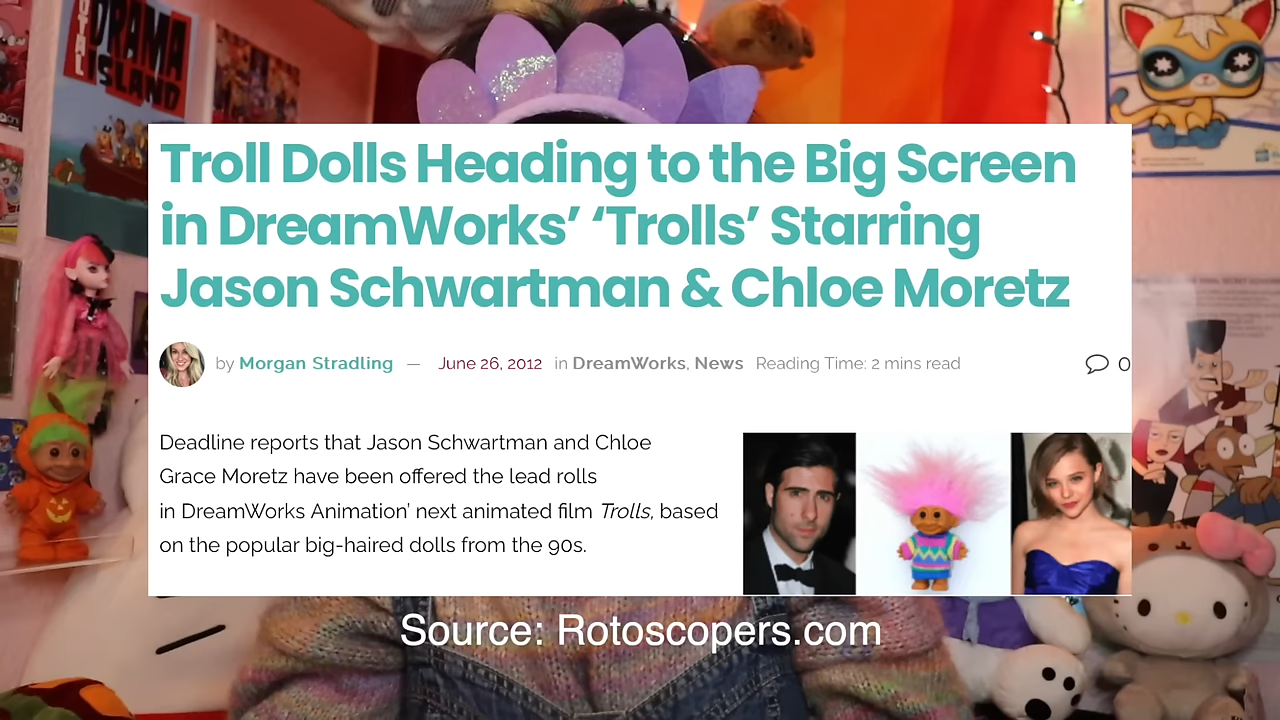 TOTAL
DRAMA
ISLAND
Troll Dolls Heading to the Big Screen
in DreamWorks’ ‘Trolls’ Starring
Jason Schwartman & Chloe Moretz
by Morgan Stradling — June 26, 2012 in DreamWorks, News Reading Time: 2 mins read 0
Deadline reports that Jason Schwartman and Chloe
Grace Moretz have been offered the lead rolls
in DreamWorks Animation’ next animated film Trolls, based
on the popular big-haired dolls from the 90s.
Source: Rotoscopers.com